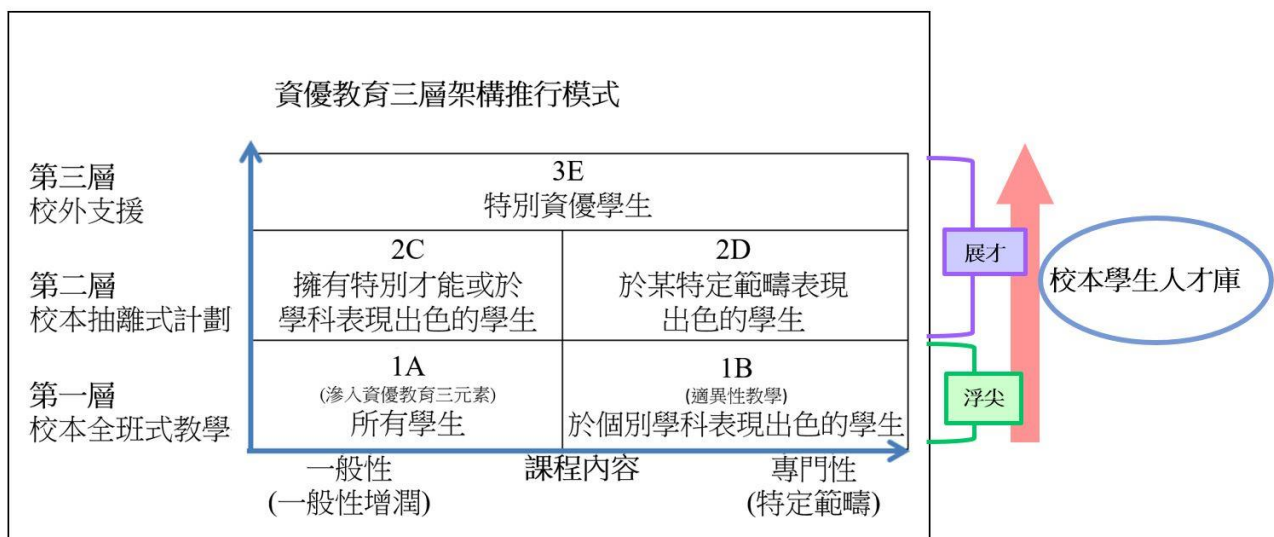 資優教育三層架構推行模式
第三層
校外支援
3E
特別資優學生
第二層
校本抽離式計劃
2C
擁有特別才能或於
學科表現出色的學生
2D
於某特定範疇表現
出色的學生
第一層
校本全班式教學
1A
(滲入資優教育三元素)
所有學生
1B
(適異性教學)
於個別學科表現出色的學生
一般性
(一般性增潤)
課程內容
專門性
(特定範疇)
展才
浮尖
校本學生人才庫